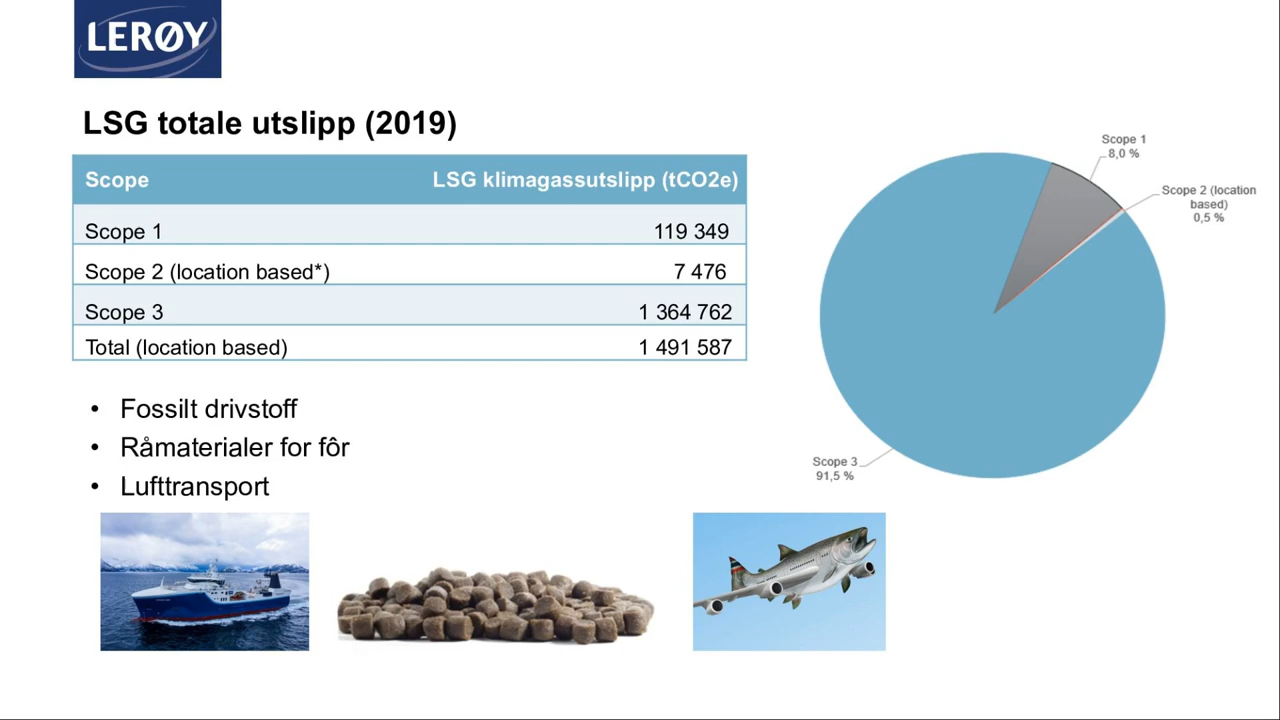 LERØY
LSG totale utslipp (2019)
Scope LSG klimagassutslipp (tCO2e)
Scope 1 119 349
Scope 2 (location based*) 7 476
Scope 3 1 364 762
Total (location based) 1 491 587
• Fossilt drivstoff
• Råmaterialer for fôr
• Lufttransport
Scope 1
8,0 %
Scope 2 (location
based)
0,5 %
Scope 3
91,5 %